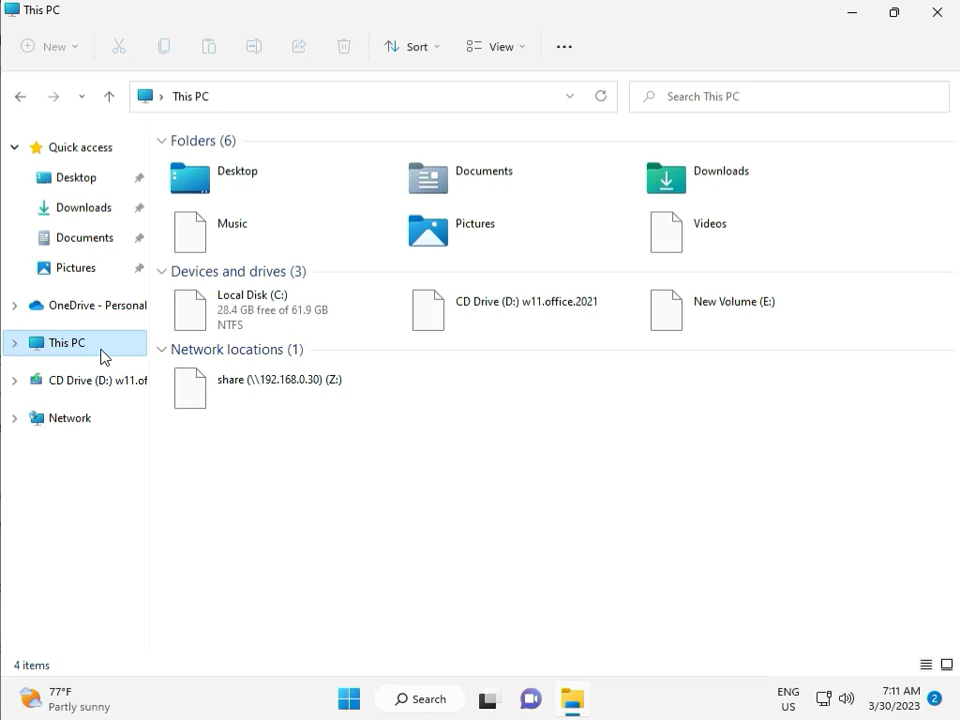 This PC
New
Sort
View
This PC
Search This PC
Quick access
Desktop
Downloads
Documents
Pictures
OneDrive - Personal
This PC
CD Drive (D:) w11.of
Network
Folders (6)
Desktop
Documents
Downloads
Music
Pictures
Videos
Devices and drives (3)
Local Disk (C:)
28.4 GB free of 61.9 GB
NTFS
CD Drive (D:) w11.office.2021
New Volume (E:)
Network locations (1)
share (\\192.168.0.30) (Z:)
4 items
77°F
Partly sunny
Search
ENG
US
7:11 AM
3/30/2023
2